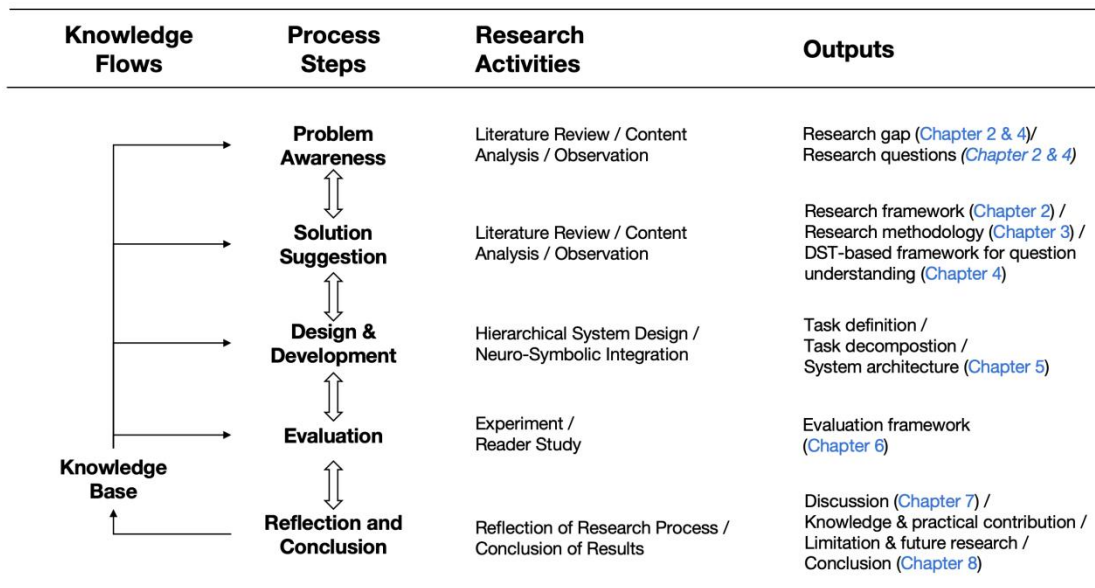 Knowledge
Flows
Process
Steps
Research
Activities
Outputs
Problem
Awareness
Literature Review / Content
Analysis / Observation
Research gap (Chapter 2 & 4)/
Research questions (Chapter 2 & 4)
Solution
Suggestion
Literature Review / Content
Analysis / Observation
Research framework (Chapter 2) /
Research methodology (Chapter 3) /
DST-based framework for question
understanding (Chapter 4)
Design &
Development
Hierarchical System Design /
Neuro-Symbolic Integration
Task definition /
Task decompostion /
System architecture (Chapter 5)
Evaluation
Experiment /
Reader Study
Evaluation framework
(Chapter 6)
Knowledge
Base
Reflection and
Conclusion
Reflection of Research Process /
Conclusion of Results
Discussion (Chapter 7) /
Knowledge & practical contribution /
Limitation & future research /
Conclusion (Chapter 8)